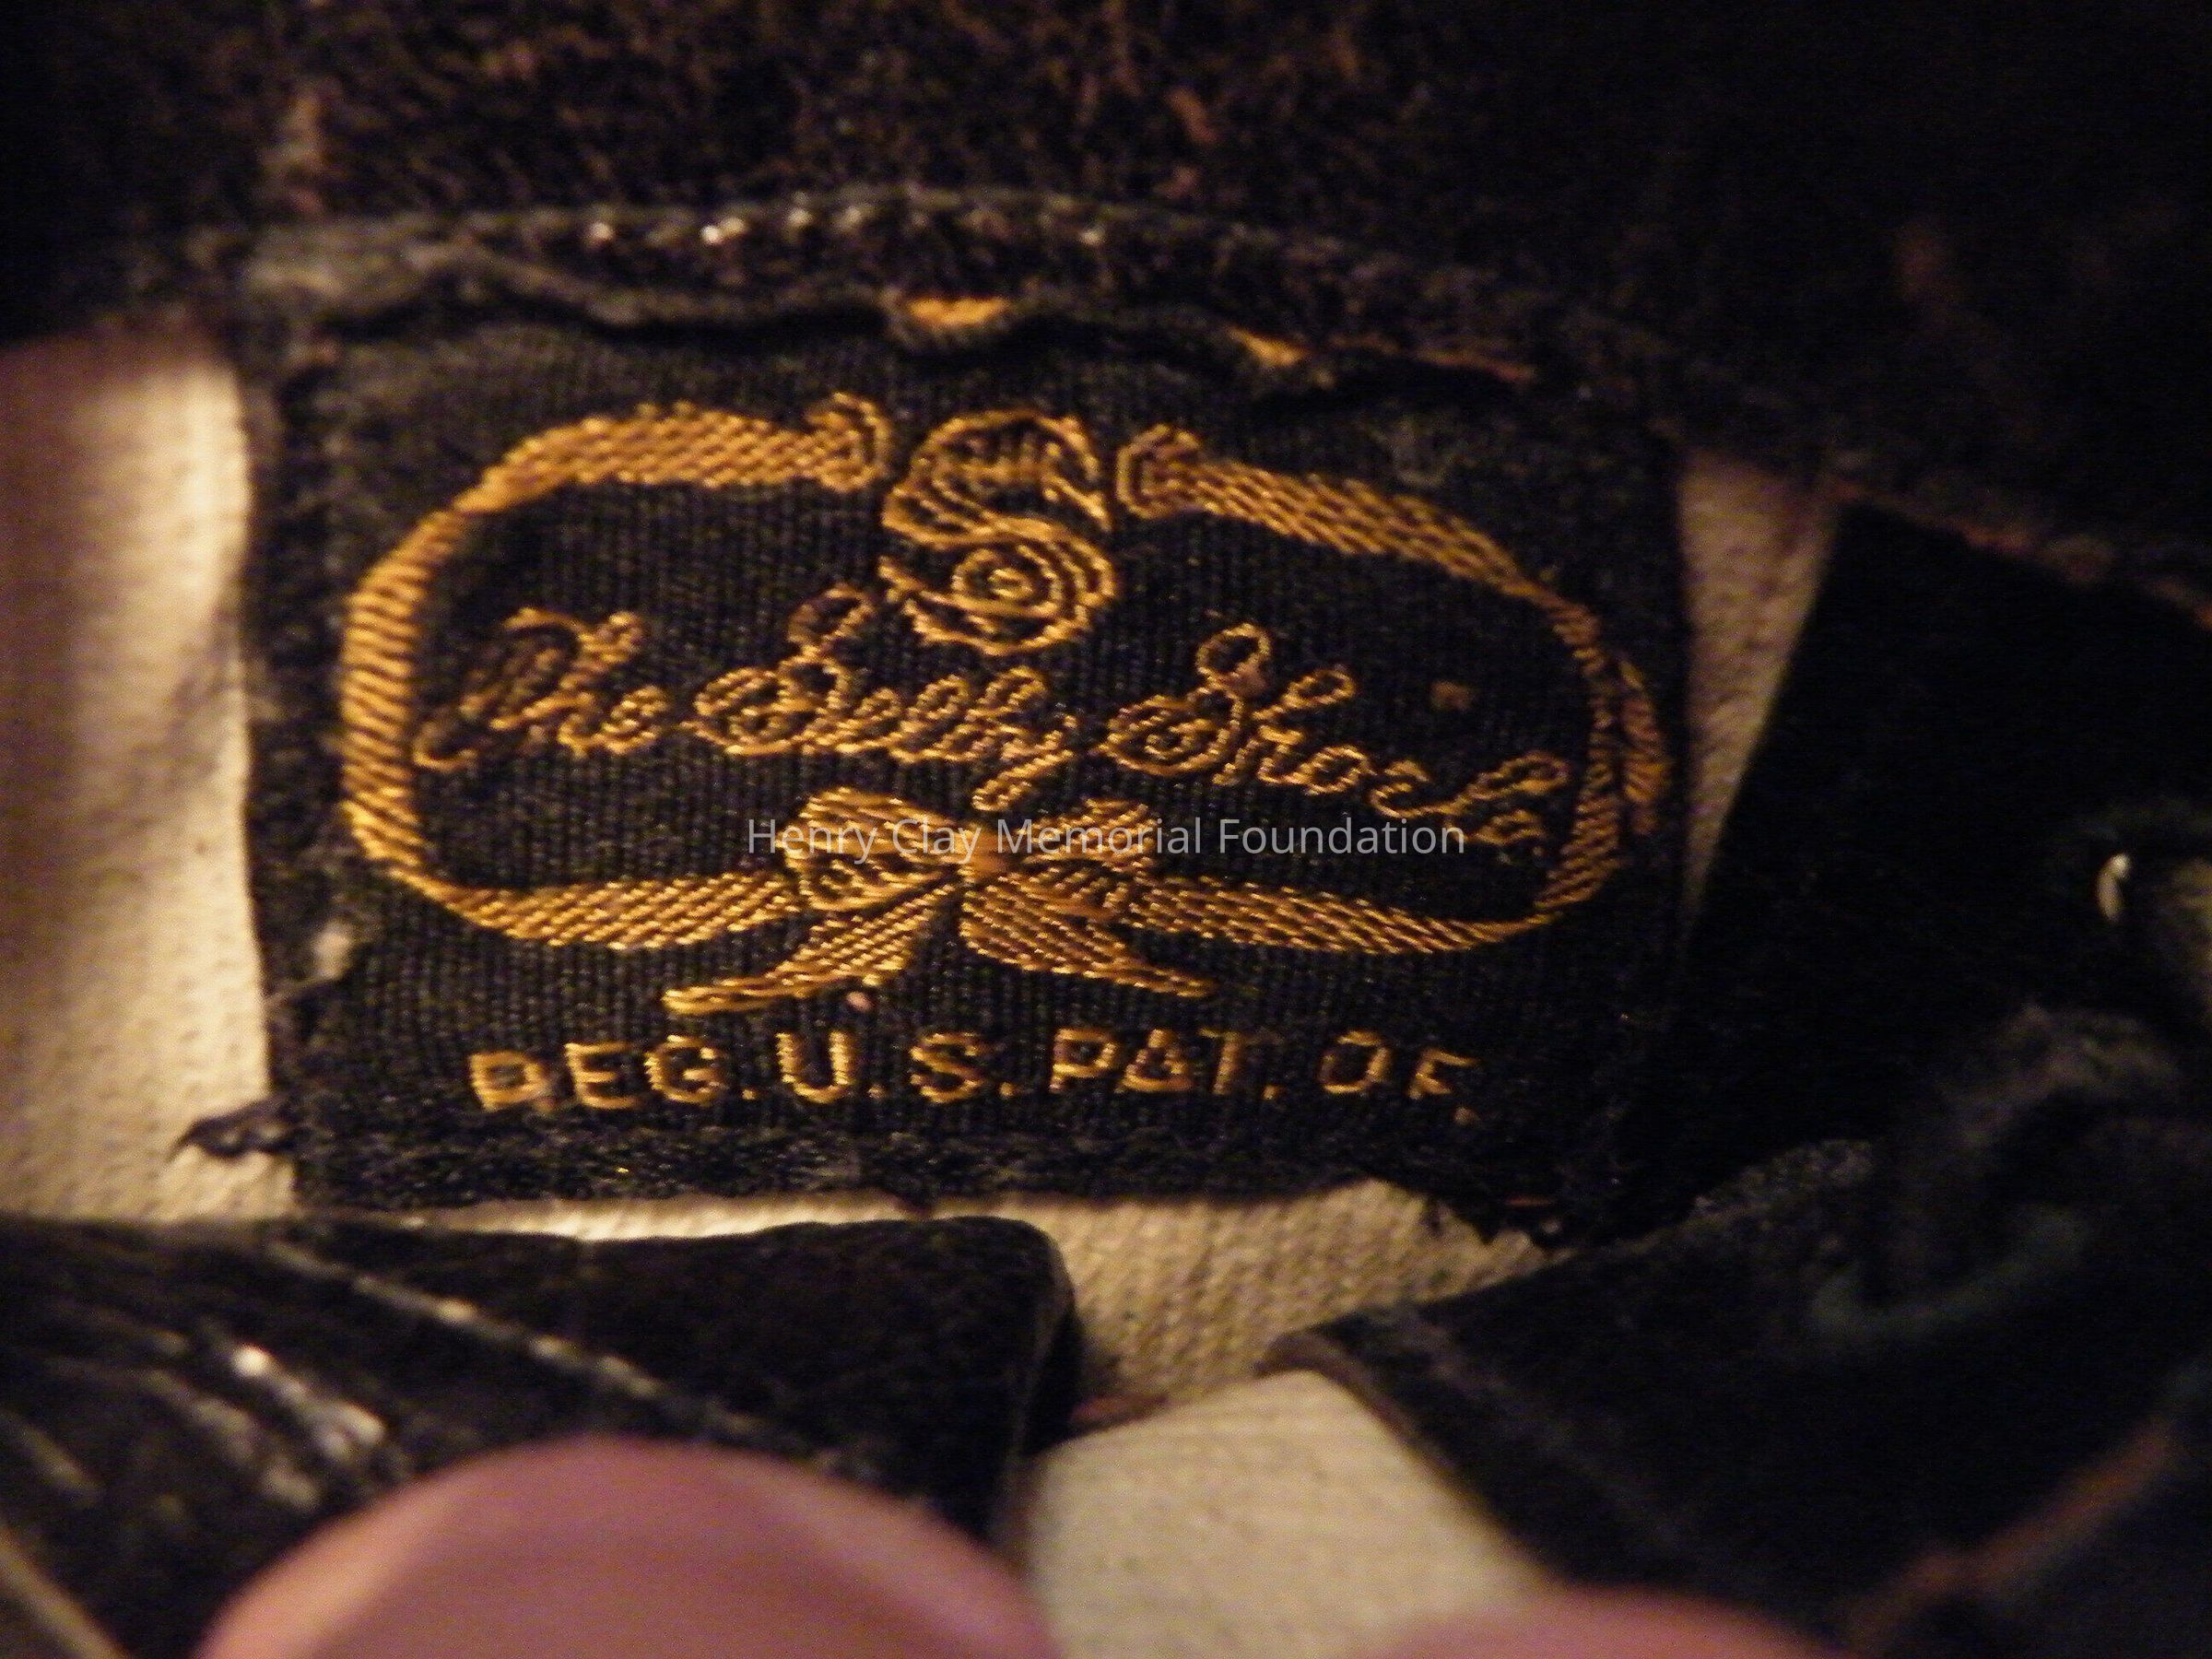 S
The Selby Shoe Co
Henry Clay Memorial Foundation
REG. U.S. PAT. OF.